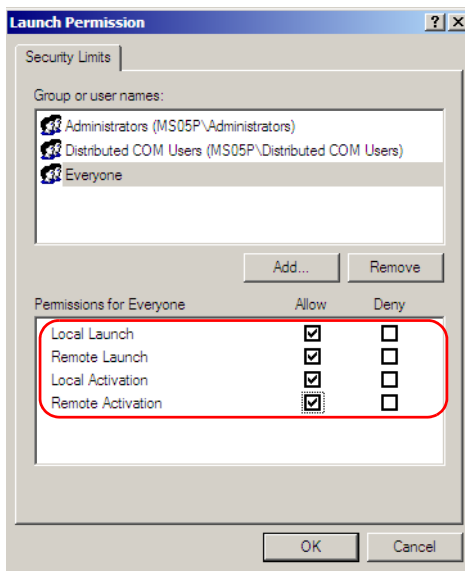 Launch Permission
Security Limits
Group or user names:
Administrators (MS05P\Administrators)
Distributed COM Users (MS05P\Distributed COM Users)
Everyone
Add... Remove
Permissions for Everyone Allow Deny
Local Launch
Remote Launch
Local Activation
Remote Activation
OK Cancel